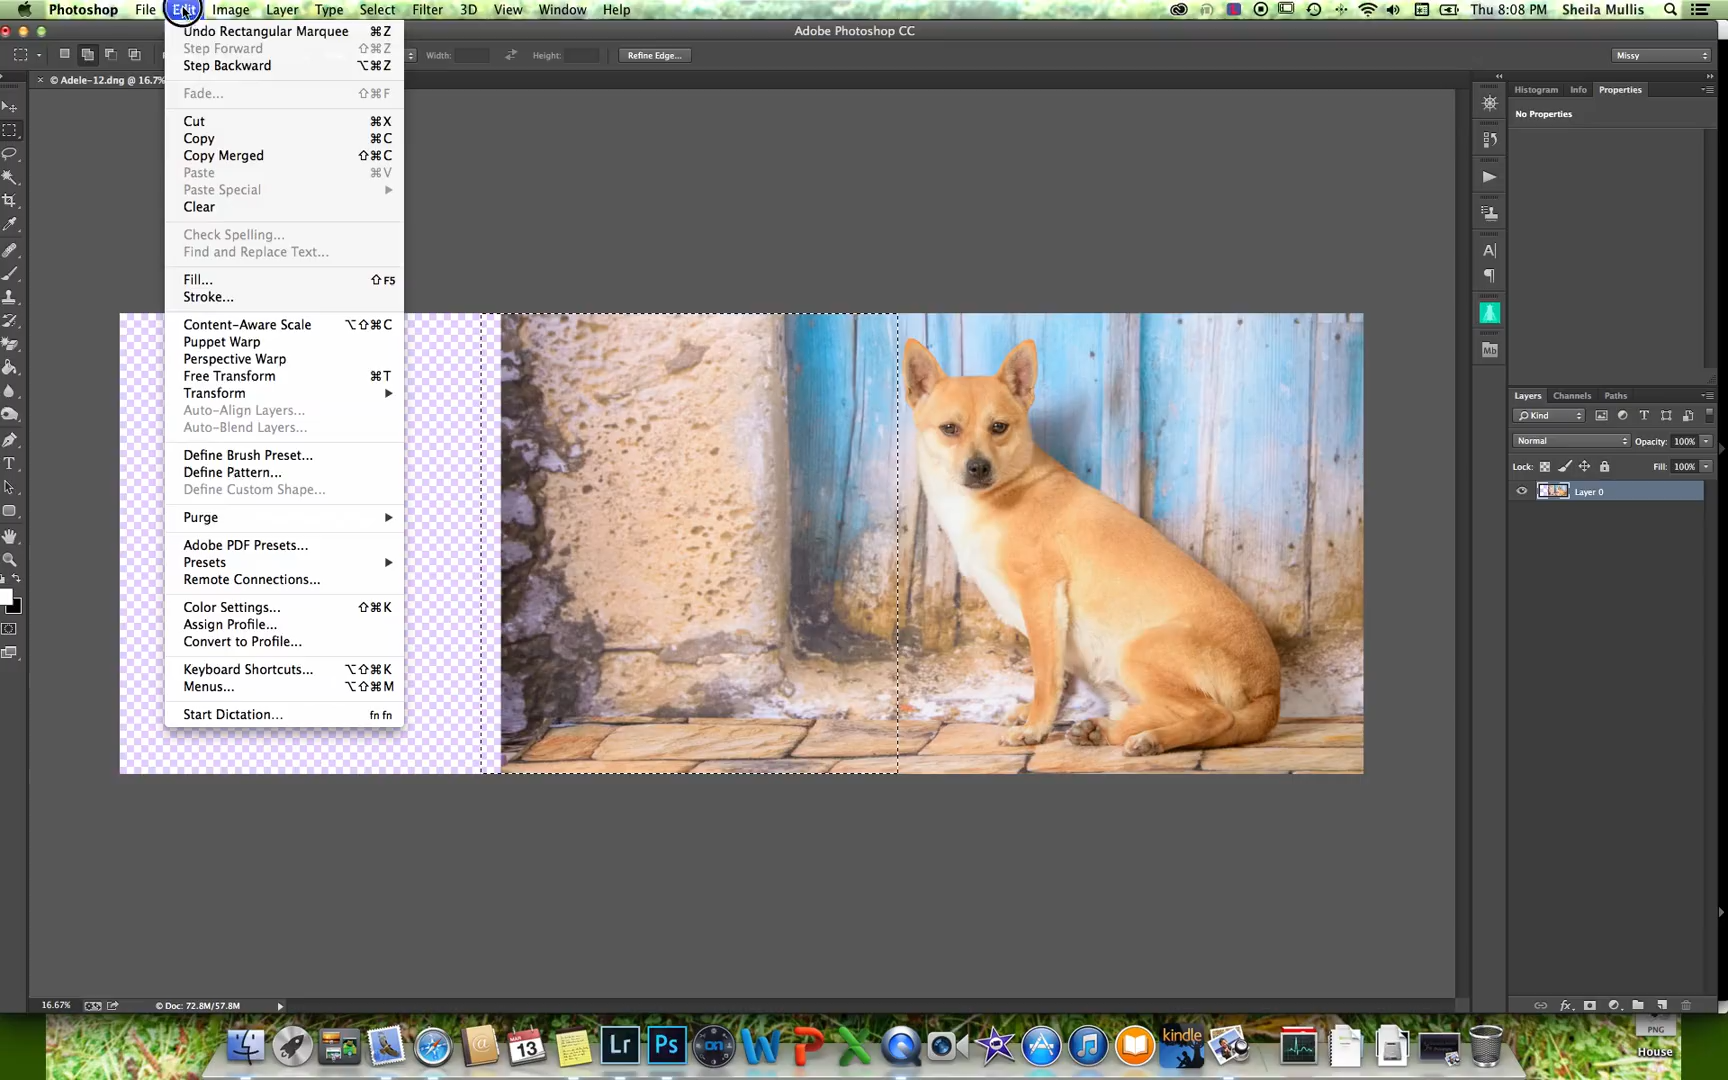 Photoshop File Edit Image Layer Type Select Filter 3D View Window Help Thu 8:08 PM Sheila Mullis
Adobe Photoshop CC
Width: Height: Refine Edge... Missy
© Adele-12.dng @ 16.7%
Undo Rectangular Marquee ⌘Z
Step Forward ⇧⌘Z
Step Backward ⌥⌘Z
Fade... ⇧⌘F
Cut ⌘X
Copy ⌘C
Copy Merged ⇧⌘C
Paste ⌘V
Paste Special
Clear
Check Spelling...
Find and Replace Text...
Fill... ⇧F5
Stroke...
Content-Aware Scale ⌥⇧⌘C
Puppet Warp
Perspective Warp
Free Transform ⌘T
Transform
Auto-Align Layers...
Auto-Blend Layers...
Define Brush Preset...
Define Pattern...
Define Custom Shape...
Purge
Adobe PDF Presets...
Presets
Remote Connections...
Color Settings... ⇧⌘K
Assign Profile...
Convert to Profile...
Keyboard Shortcuts... ⌥⇧⌘K
Menus... ⌥⇧⌘M
Start Dictation... fn fn
Histogram Info Properties
No Properties
Mb
Layers Channels Paths
Kind
Normal Opacity: 100%
Lock: Fill: 100%
Layer 0
fx
16.67% © Doc: 72.8M/57.8M
MAR 13 Lr Ps on W P X kindle
PNG
House